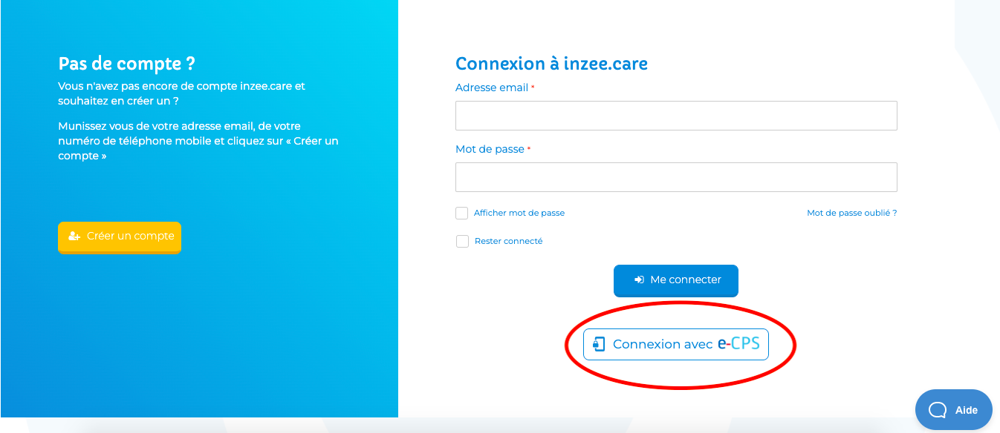 Pas de compte ?
Vous n'avez pas encore de compte inzee.care et
souhaitez en créer un ?
Munissez vous de votre adresse email, de votre
numéro de téléphone mobile et cliquez sur « Créer un
compte »
Créer un compte
Connexion à inzee.care
Adresse email *
Mot de passe *
Afficher mot de passe
Mot de passe oublié ?
Rester connecté
Me connecter
Connexion avec e-CPS
Aide